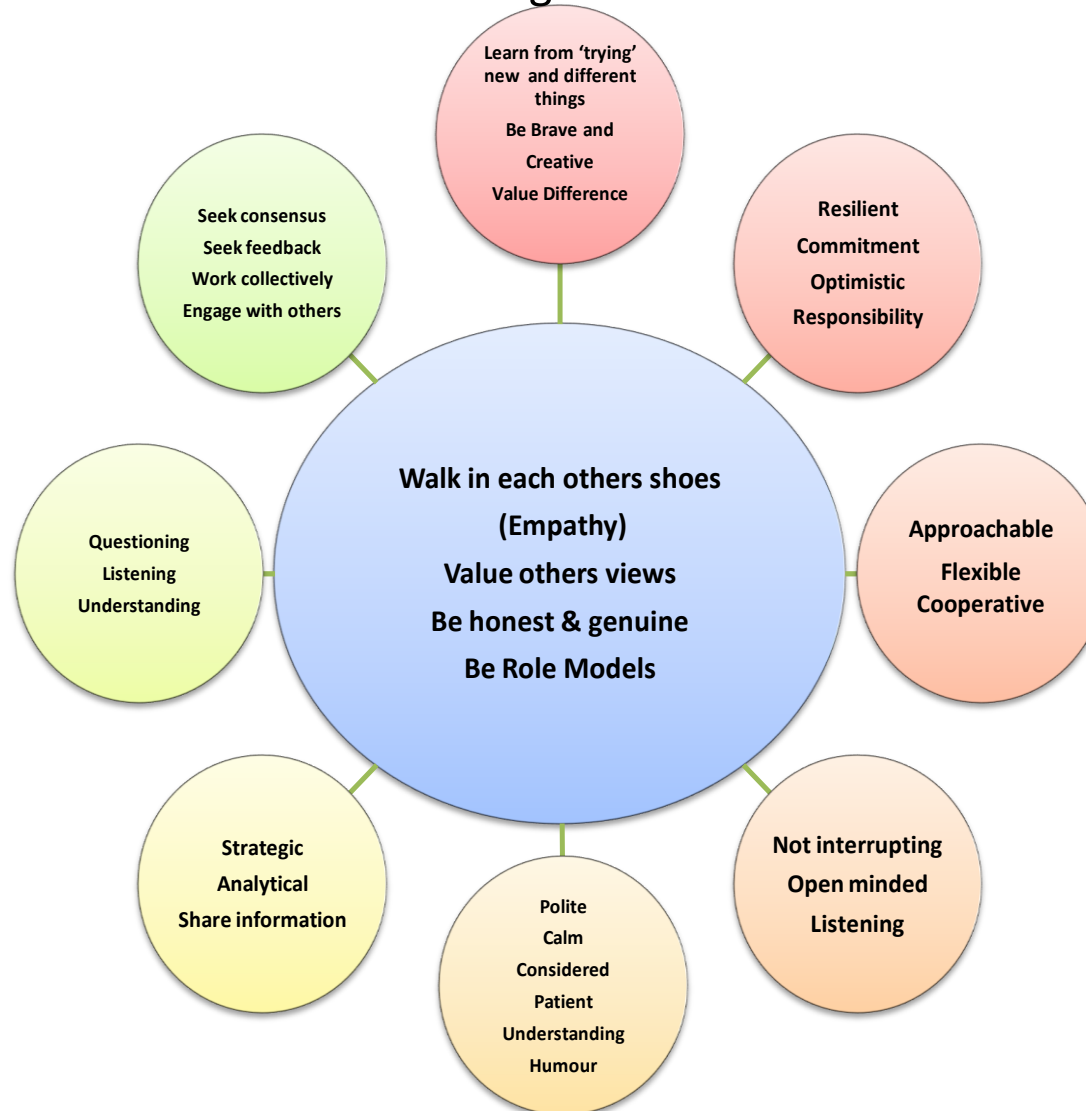 Learn from ‘trying’
new and different
things
Be Brave and
Creative
Value Difference
Resilient
Commitment
Optimistic
Responsibility
Approachable
Flexible
Cooperative
Not interrupting
Open minded
Listening
Polite
Calm
Considered
Patient
Understanding
Humour
Strategic
Analytical
Share information
Questioning
Listening
Understanding
Seek consensus
Seek feedback
Work collectively
Engage with others
Walk in each others shoes
(Empathy)
Value others views
Be honest & genuine
Be Role Models